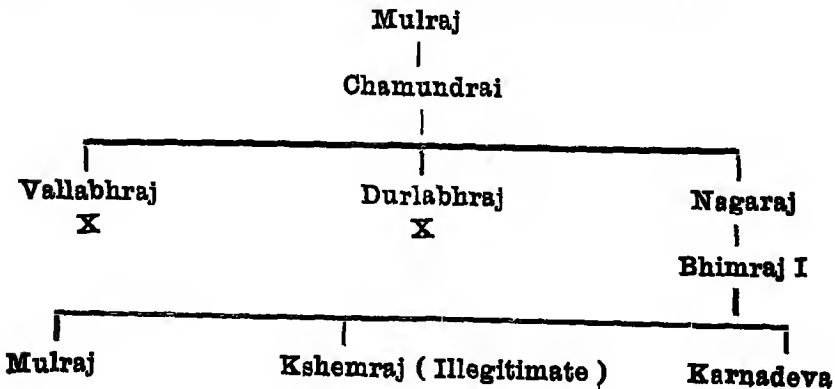 Mulraj
Chamundrai
Vallabhraj Durlabhraj Nagaraj
X X
Bhimraj I
Mulraj Kshemraj ( Illegitimate ) Karnadeva